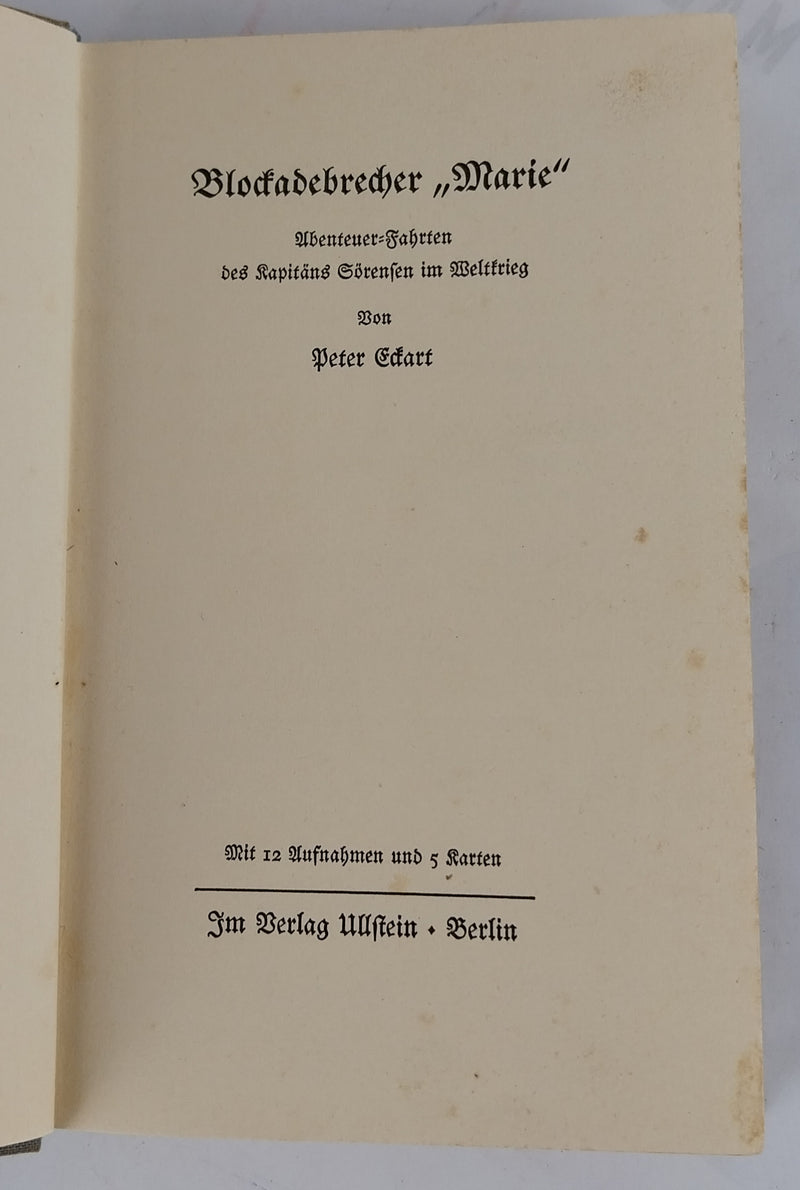 Blockadebrecher „Marie“
Abenteuer-Fahrten
des Kapitäns Sörensen im Weltkrieg
Von
Peter Eckart
Mit 12 Aufnahmen und 5 Karten
Im Verlag Ullstein ⬩ Berlin